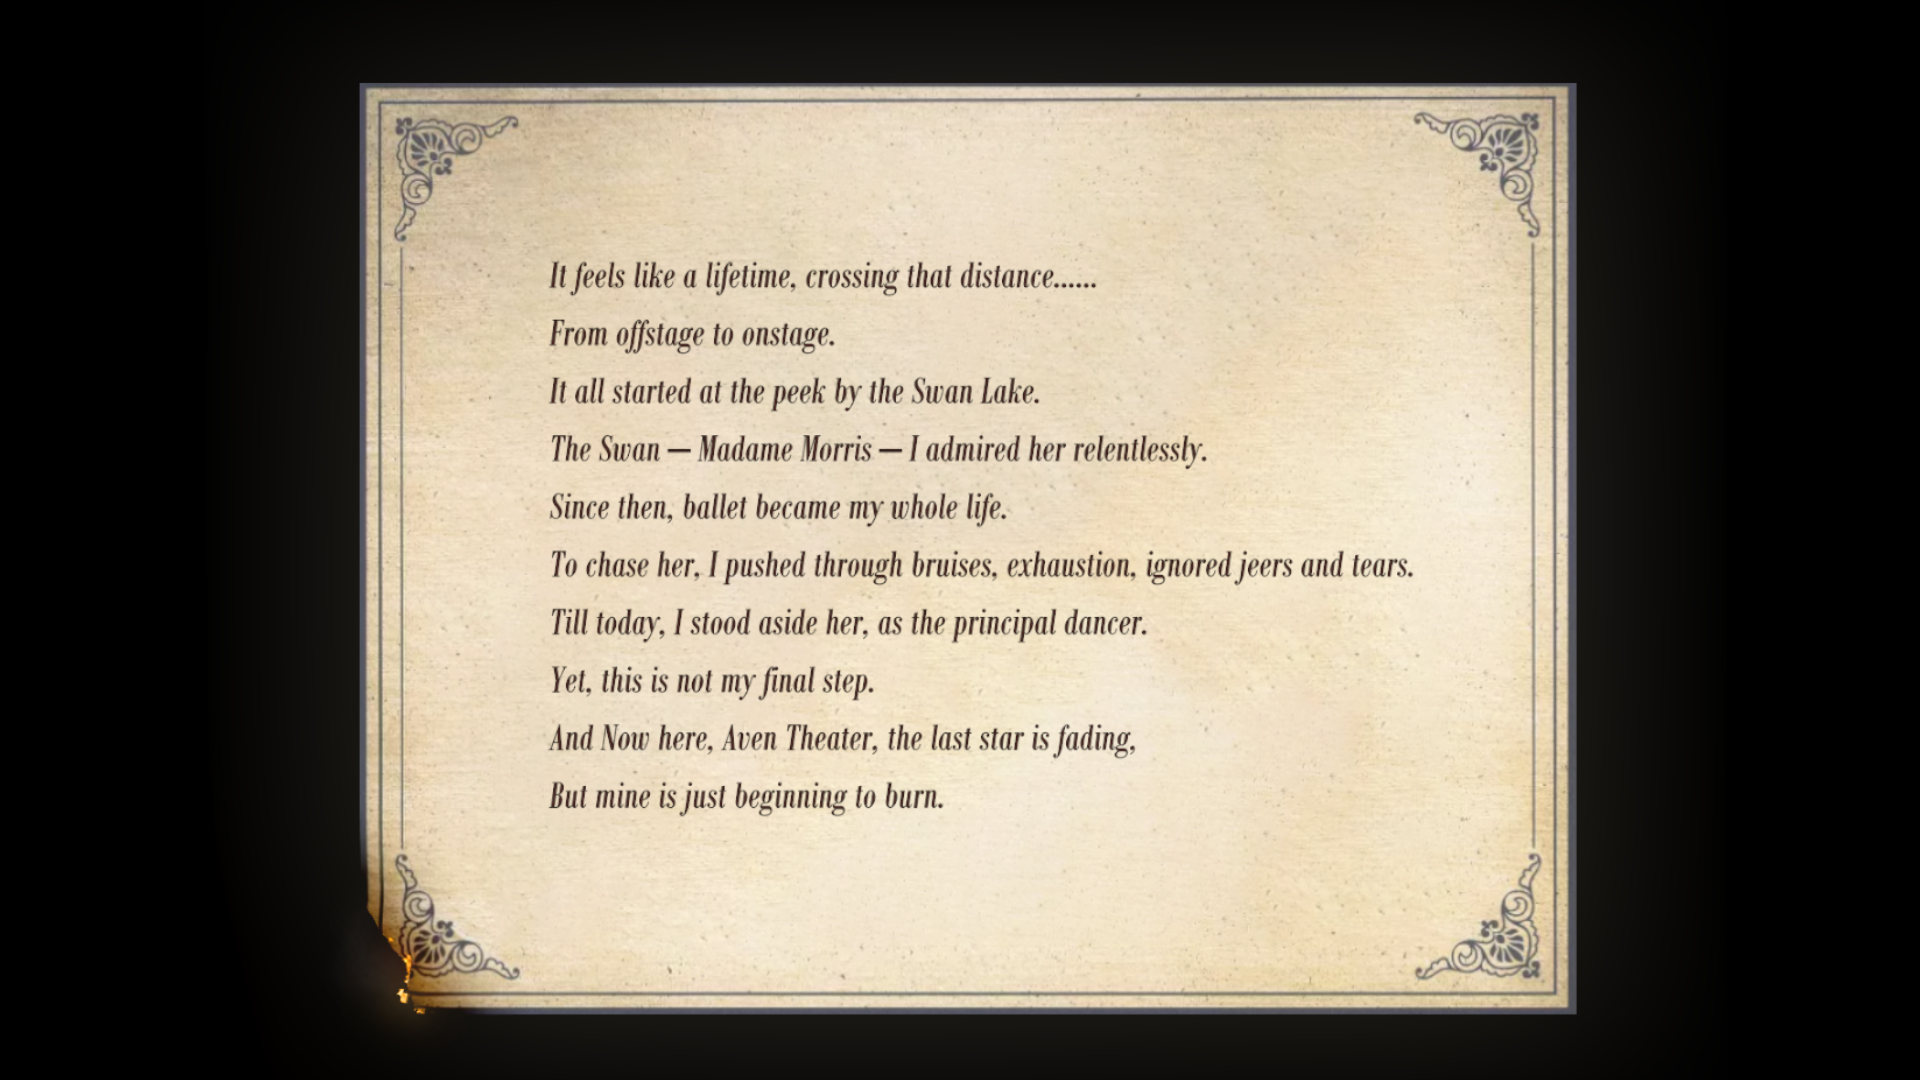 It feels like a lifetime, crossing that distance......
From offstage to onstage.
It all started at the peek by the Swan Lake.
The Swan — Madame Morris — I admired her relentlessly.
Since then, ballet became my whole life.
To chase her, I pushed through bruises, exhaustion, ignored jeers and tears.
Till today, I stood aside her, as the principal dancer.
Yet, this is not my final step.
And Now here, Aven Theater, the last star is fading,
But mine is just beginning to burn.